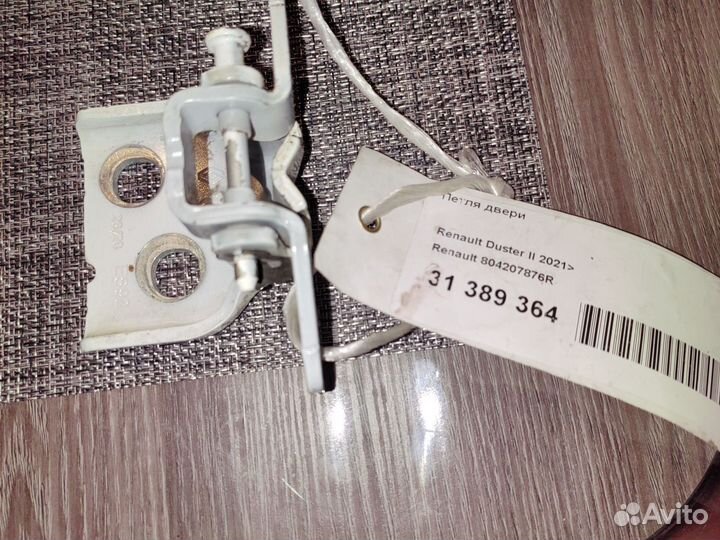 Петля двери
Renault Duster II 2021>
Renault 804207876R
31 389 364
Avito